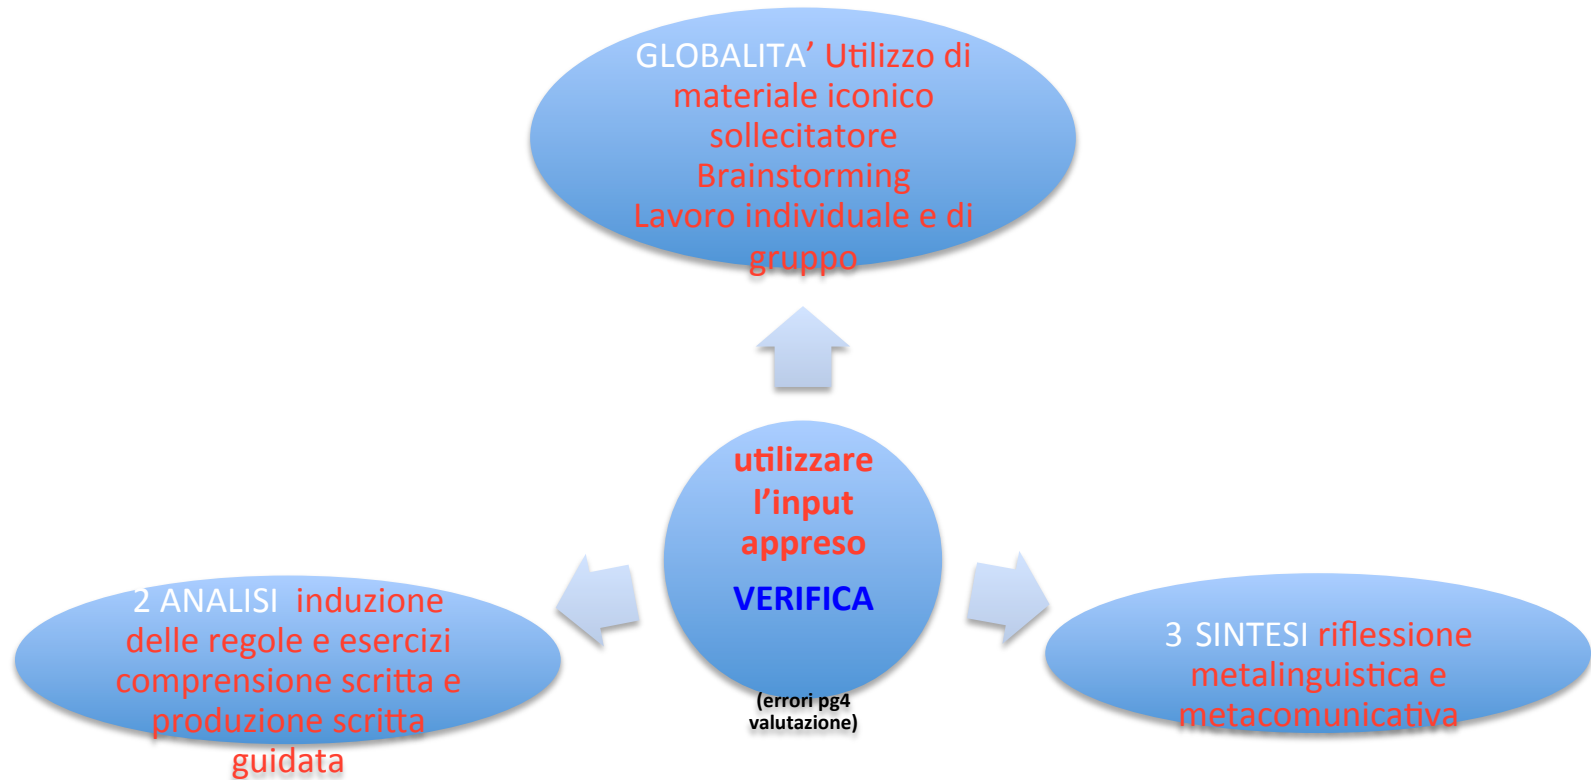 GLOBALITA’ Utilizzo di
materiale iconico
sollecitatore
Brainstorming
Lavoro individuale e di
gruppo
utilizzare
l’input
appreso
VERIFICA
(errori pg4
valutazione)
2 ANALISI induzione
delle regole e esercizi
comprensione scritta e
produzione scritta
guidata
3 SINTESI riflessione
metalinguistica e
metacomunicativa